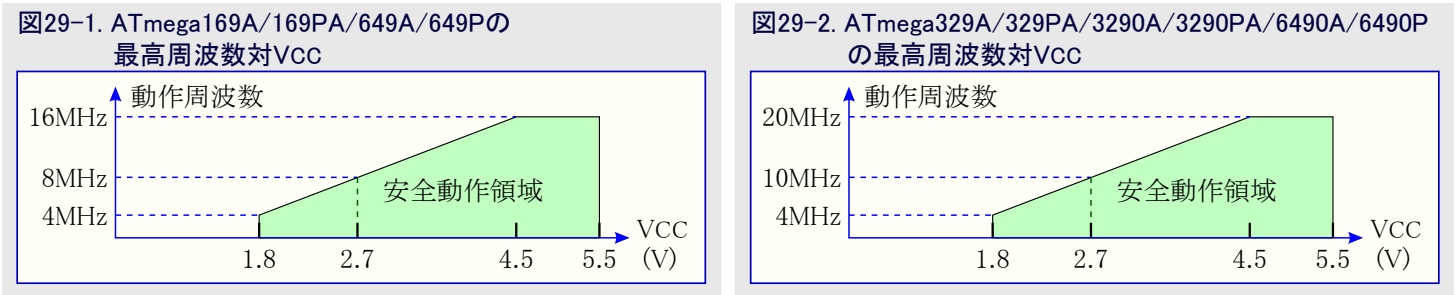 図29-1. ATmega169A/169PA/649A/649Pの
最高周波数対VCC
動作周波数
16MHz
8MHz
4MHz
安全動作領域
VCC
(V)
1.8 2.7 4.5 5.5
図29-2. ATmega329A/329PA/3290A/3290PA/6490A/6490P
の最高周波数対VCC
動作周波数
20MHz
10MHz
4MHz
安全動作領域
VCC
(V)
1.8 2.7 4.5 5.5